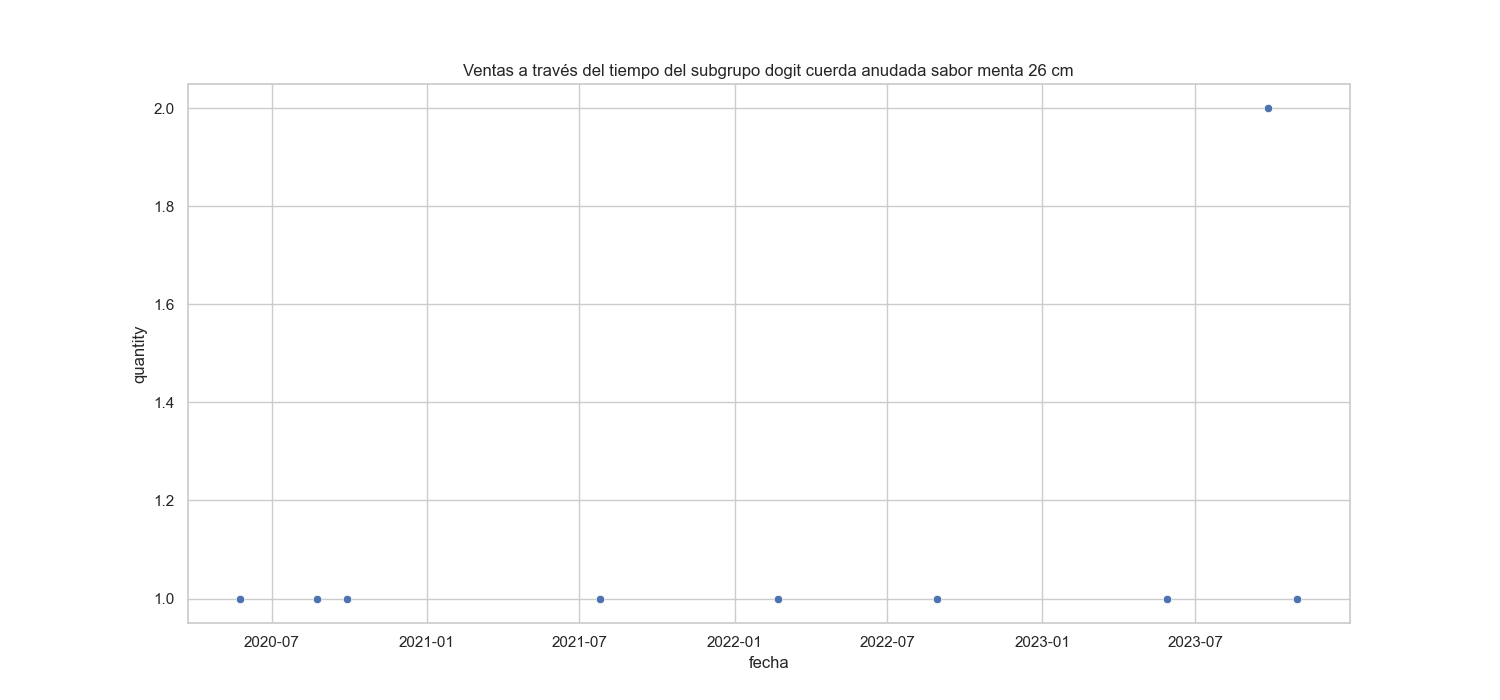 Ventas a través del tiempo del subgrupo dogit cuerda anudada sabor menta 26 cm
2.0
1.8
1.6
1.4
1.2
1.0
quantity
2020-07 2021-01 2021-07 2022-01 2022-07 2023-01 2023-07
fecha